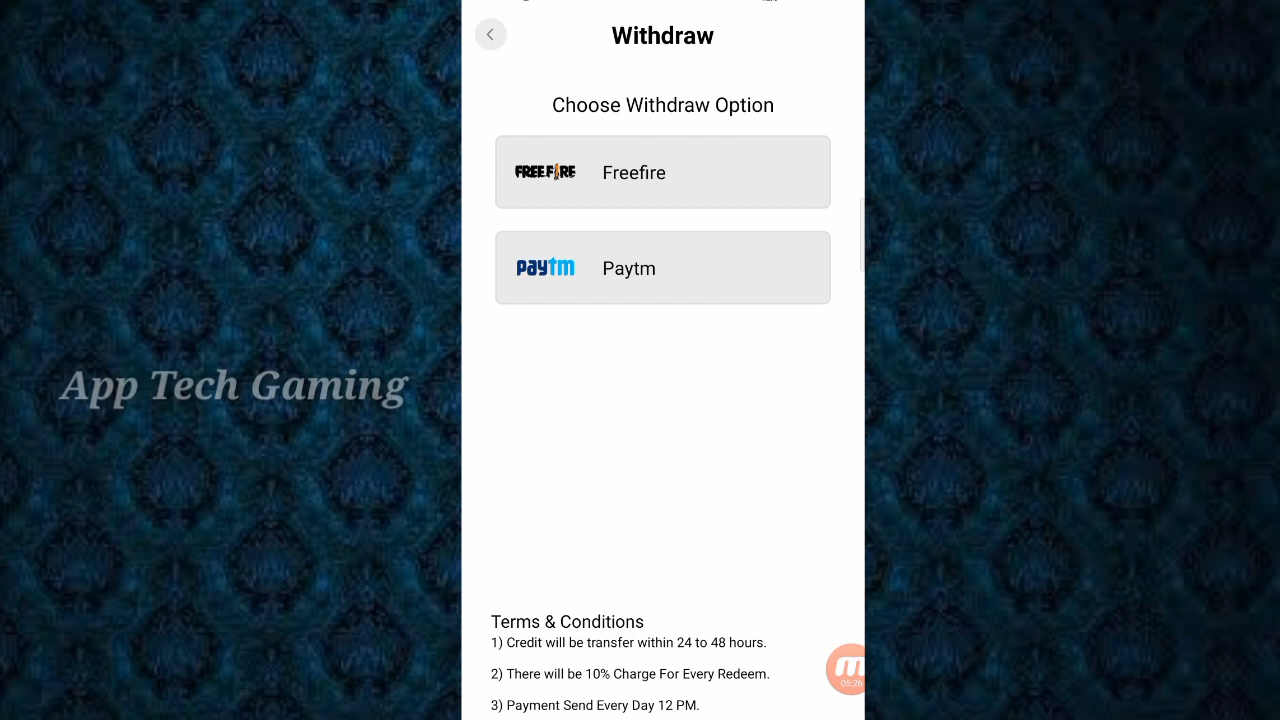 Withdraw
Choose Withdraw Option
FREE FIRE Freefire
paytm Paytm
App Tech Gaming
Terms & Conditions
1) Credit will be transfer within 24 to 48 hours.
2) There will be 10% Charge For Every Redeem.
3) Payment Send Every Day 12 PM.
05:26